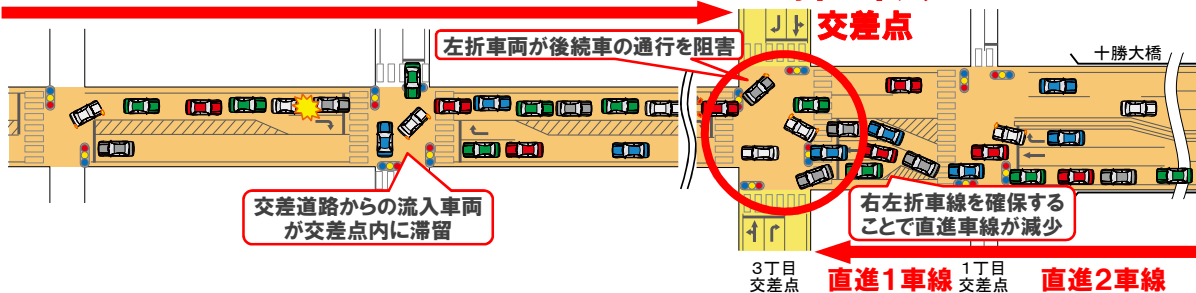 交差点
左折車両が後続車の通行を阻害
十勝大橋
交差道路からの流入車両
が交差点内に滞留
右左折車線を確保する
ことで直進車線が減少
3丁目
交差点
直進1車線
1丁目
交差点
直進2車線